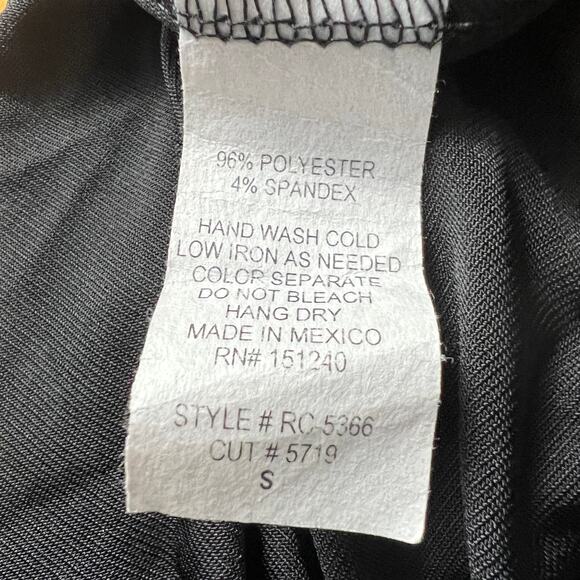 96% POLYESTER
4% SPANDEX
HAND WASH COLD
LOW IRON AS NEEDED
COLOR SEPARATE
DO NOT BLEACH
HANG DRY
MADE IN MEXICO
RN# 151240
STYLE # RC-5366
CUT # 5719
S